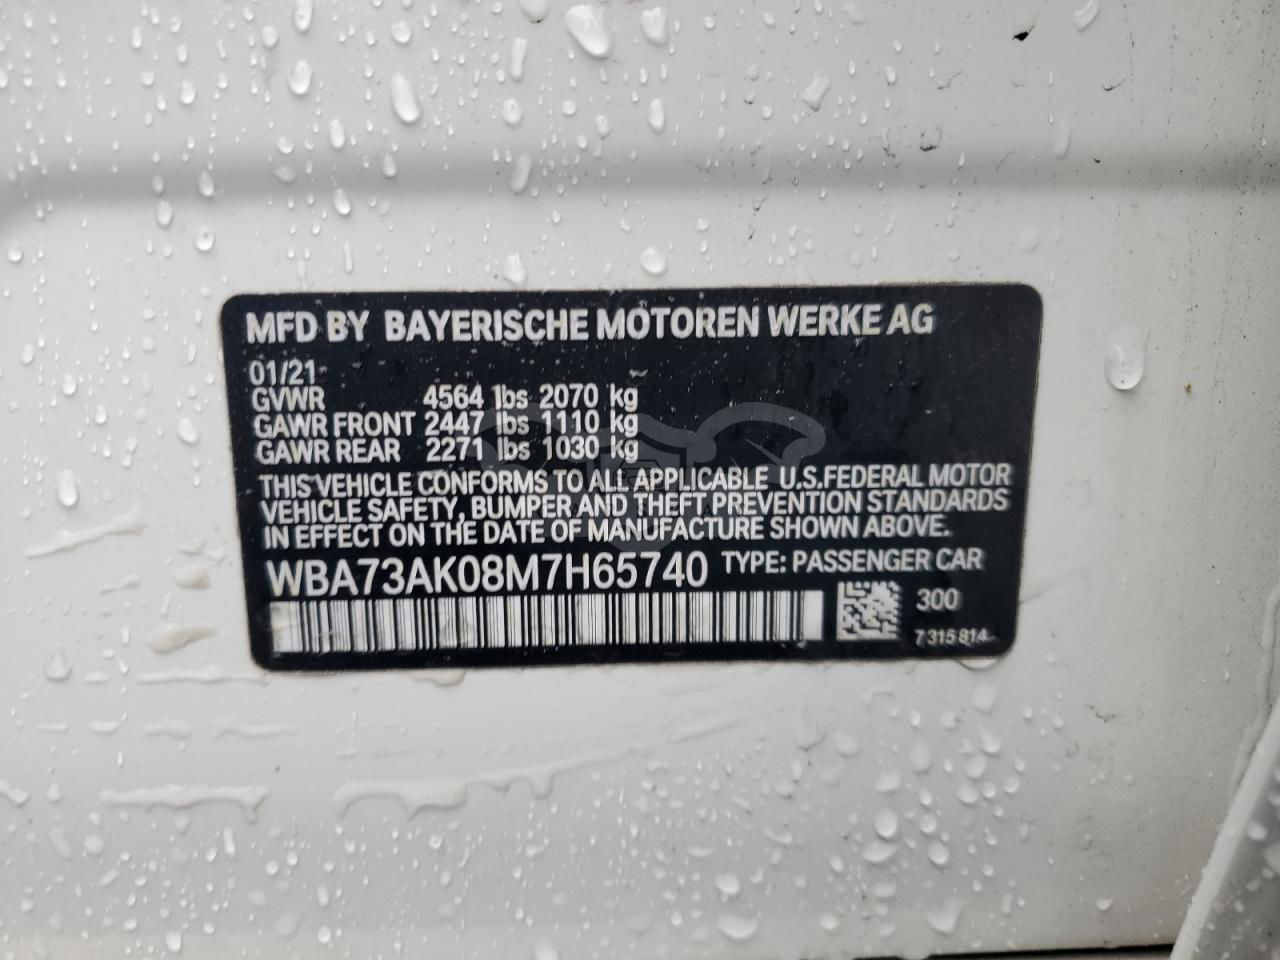 MFD BY BAYERISCHE MOTOREN WERKE AG
01/21
GVWR 4564 lbs 2070 kg
GAWR FRONT 2447 lbs 1110 kg
GAWR REAR 2271 lbs 1030 kg
THIS VEHICLE CONFORMS TO ALL APPLICABLE U.S.FEDERAL MOTOR
VEHICLE SAFETY, BUMPER AND THEFT PREVENTION STANDARDS
IN EFFECT ON THE DATE OF MANUFACTURE SHOWN ABOVE.
WBA73AK08M7H65740 TYPE: PASSENGER CAR
300
7 315 814